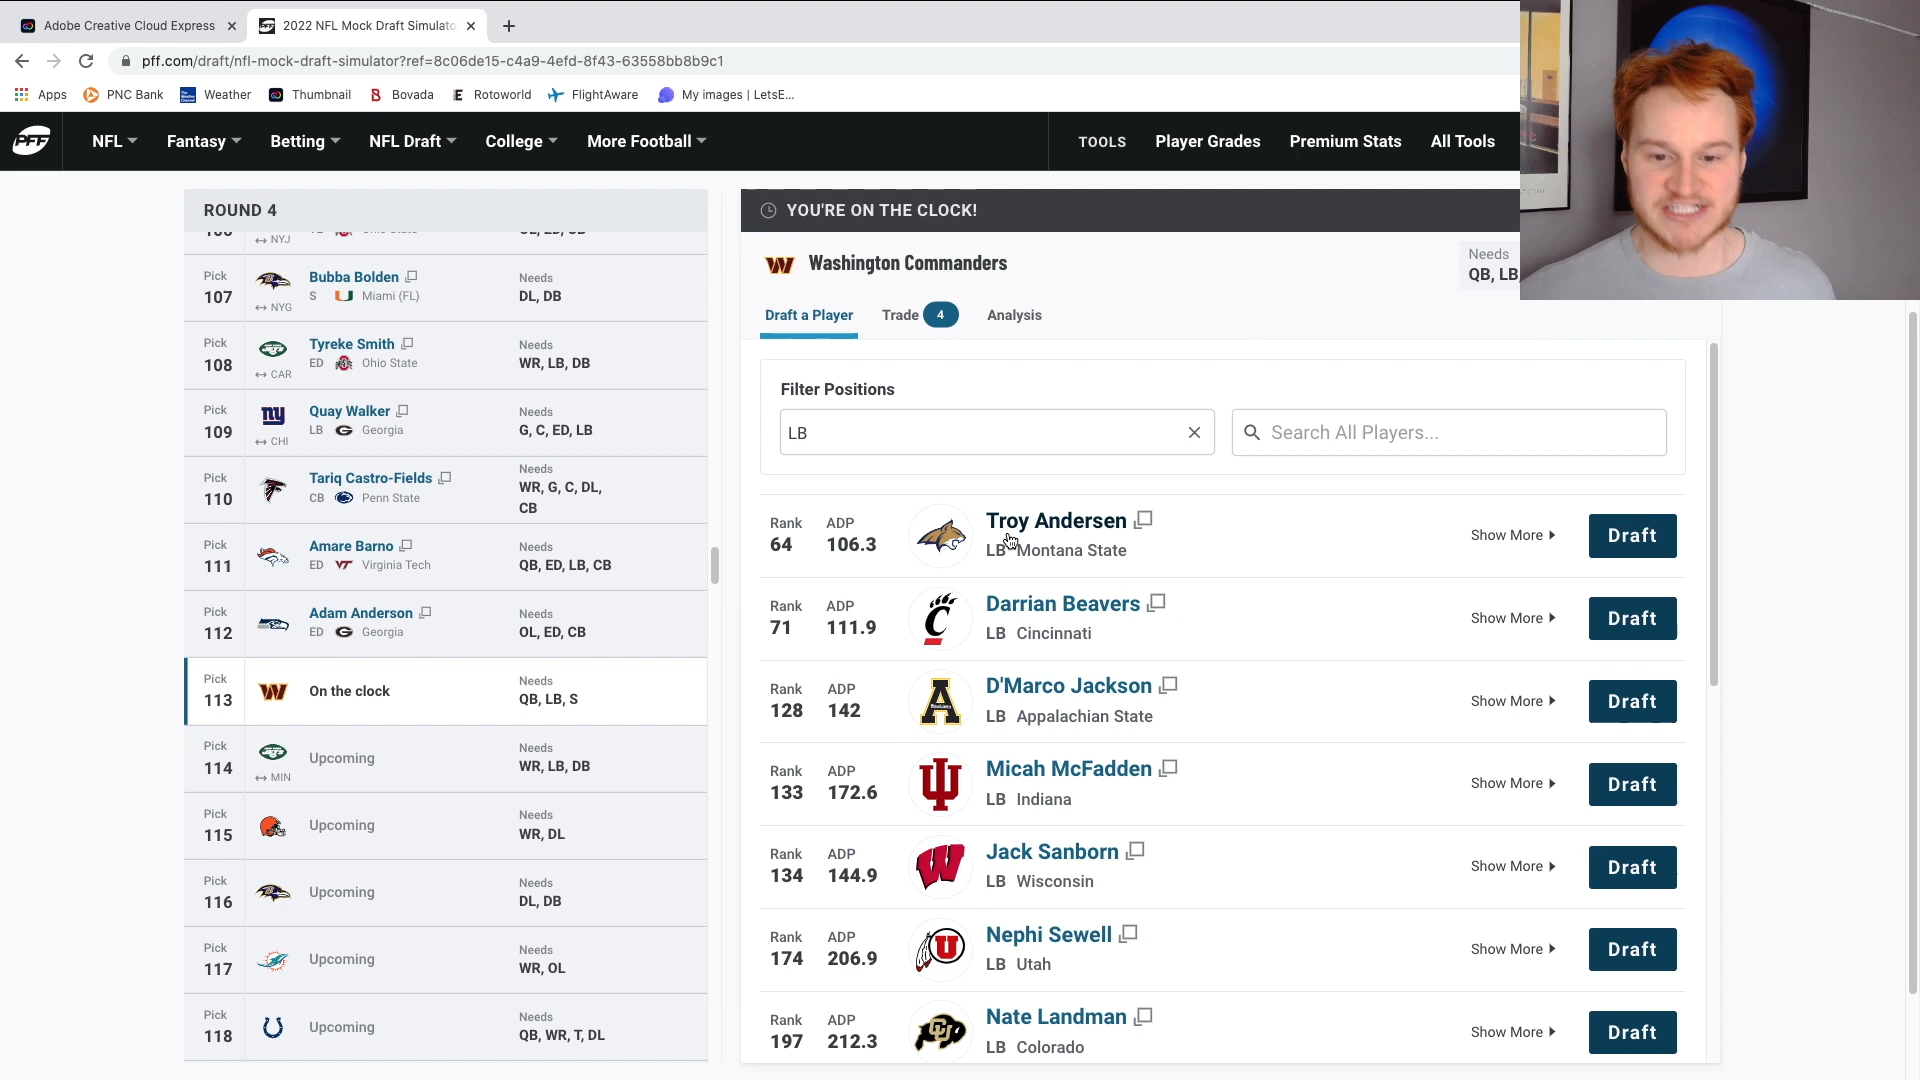 Adobe Creative Cloud Express
2022 NFL Mock Draft Simulato
pff.com/draft/nfl-mock-draft-simulator?ref=8c06de15-c4a9-4efd-8f43-63558bb8b9c1
Apps PNC Bank Weather Thumbnail Bovada Rotoworld FlightAware My images | LetsE...
PFF NFL Fantasy Betting NFL Draft College More Football TOOLS Player Grades Premium Stats All Tools
ROUND 4
NYJ
Pick 107
NYG
Bubba Bolden
S Miami (FL)
Needs
DL, DB
Pick 108
CAR
Tyreke Smith
ED Ohio State
Needs
WR, LB, DB
Pick 109
CHI
Quay Walker
LB Georgia
Needs
G, C, ED, LB
Pick 110
Tariq Castro-Fields
CB Penn State
Needs
WR, G, C, DL,
CB
Pick 111
Amare Barno
ED Virginia Tech
Needs
QB, ED, LB, CB
Pick 112
Adam Anderson
ED Georgia
Needs
OL, ED, CB
Pick 113
On the clock
Needs
QB, LB, S
Pick 114
MIN
Upcoming
Needs
WR, LB, DB
Pick 115
Upcoming
Needs
WR, DL
Pick 116
Upcoming
Needs
DL, DB
Pick 117
Upcoming
Needs
WR, OL
Pick 118
Upcoming
Needs
QB, WR, T, DL
YOU'RE ON THE CLOCK!
Washington Commanders
Needs
QB, LB,
Draft a Player Trade 4 Analysis
Filter Positions
LB
Search All Players...
Rank 64
ADP 106.3
Troy Andersen
LB Montana State
Show More
Draft
Rank 71
ADP 111.9
Darrian Beavers
LB Cincinnati
Show More
Draft
Rank 128
ADP 142
D'Marco Jackson
LB Appalachian State
Show More
Draft
Rank 133
ADP 172.6
Micah McFadden
LB Indiana
Show More
Draft
Rank 134
ADP 144.9
Jack Sanborn
LB Wisconsin
Show More
Draft
Rank 174
ADP 206.9
Nephi Sewell
LB Utah
Show More
Draft
Rank 197
ADP 212.3
Nate Landman
LB Colorado
Show More
Draft